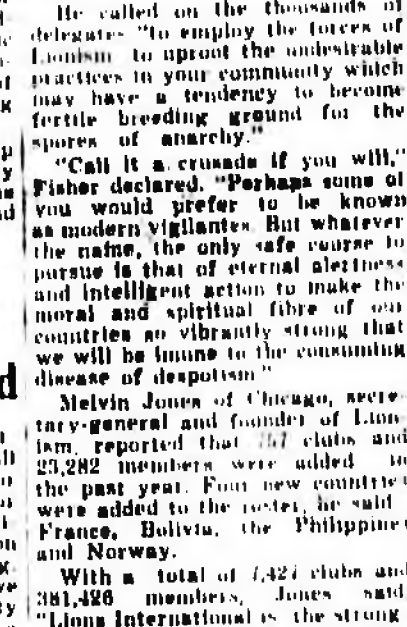 He called on the thousands of
delegates "to employ the forces of
Lionism to uproot the undesirable
practices in your community which
may have a tendency to become
fertile breeding ground for the
spores of anarchy."
"Call it a crusade if you will,"
Fisher declared. "Perhaps some of
you would prefer to be known
as modern vigilantes. But whatever
the name, the only safe course to
pursue is that of eternal alertness
and intelligent action to make the
moral and spiritual fibre of our
countries so vibrantly strong that
we will be imune to the consuming
disease of despotism."
Melvin Jones of Chicago, secre-
tary-general and founder of Lion-
ism, reported that clubs and
23,282 members were added in
the past year. Four new countries
were added to the roster, he said
France, Bolivia, the Philippines
and Norway.
With a total of 7,427 clubs and
381,426 members, Jones said
"Lions International is the strong